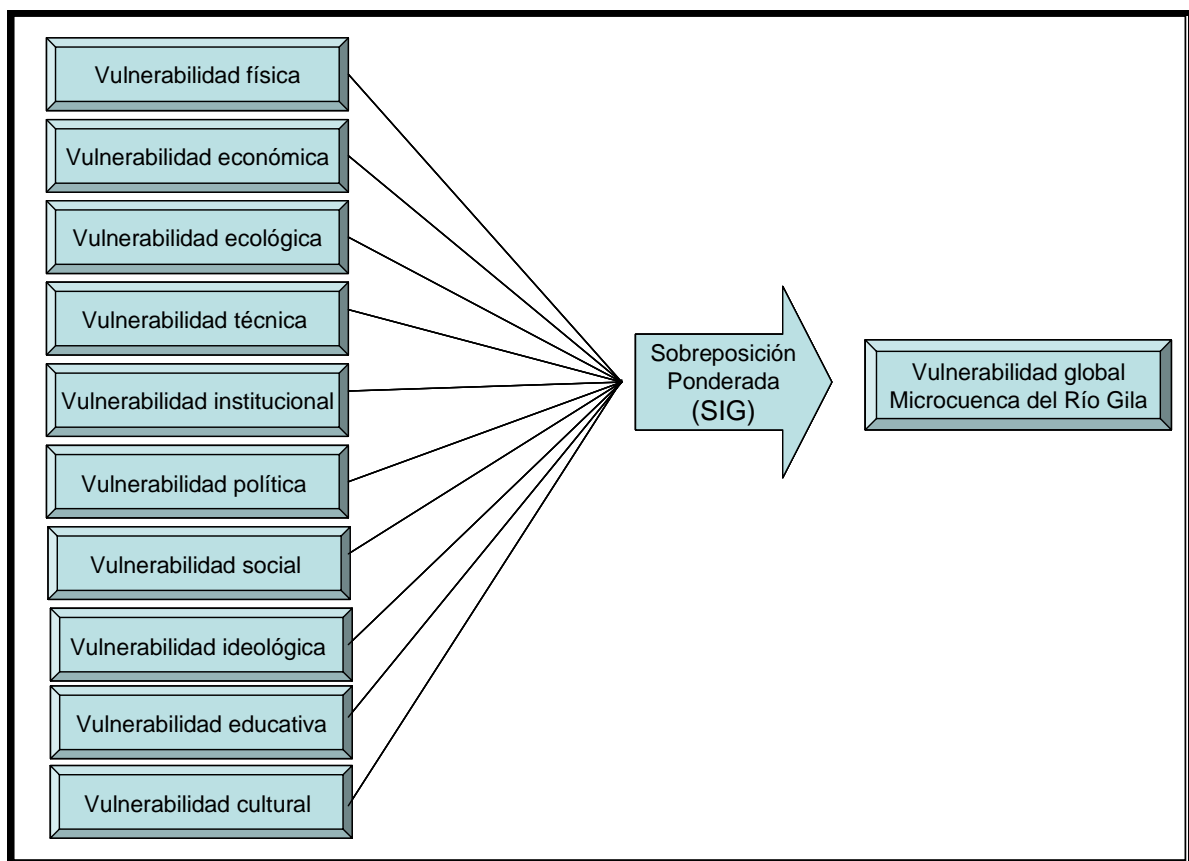 Vulnerabilidad física
Vulnerabilidad económica
Vulnerabilidad ecológica
Vulnerabilidad técnica
Vulnerabilidad institucional
Vulnerabilidad política
Vulnerabilidad social
Vulnerabilidad ideológica
Vulnerabilidad educativa
Vulnerabilidad cultural
Sobreposición
Ponderada
(SIG)
Vulnerabilidad global
Microcuenca del Río Gila